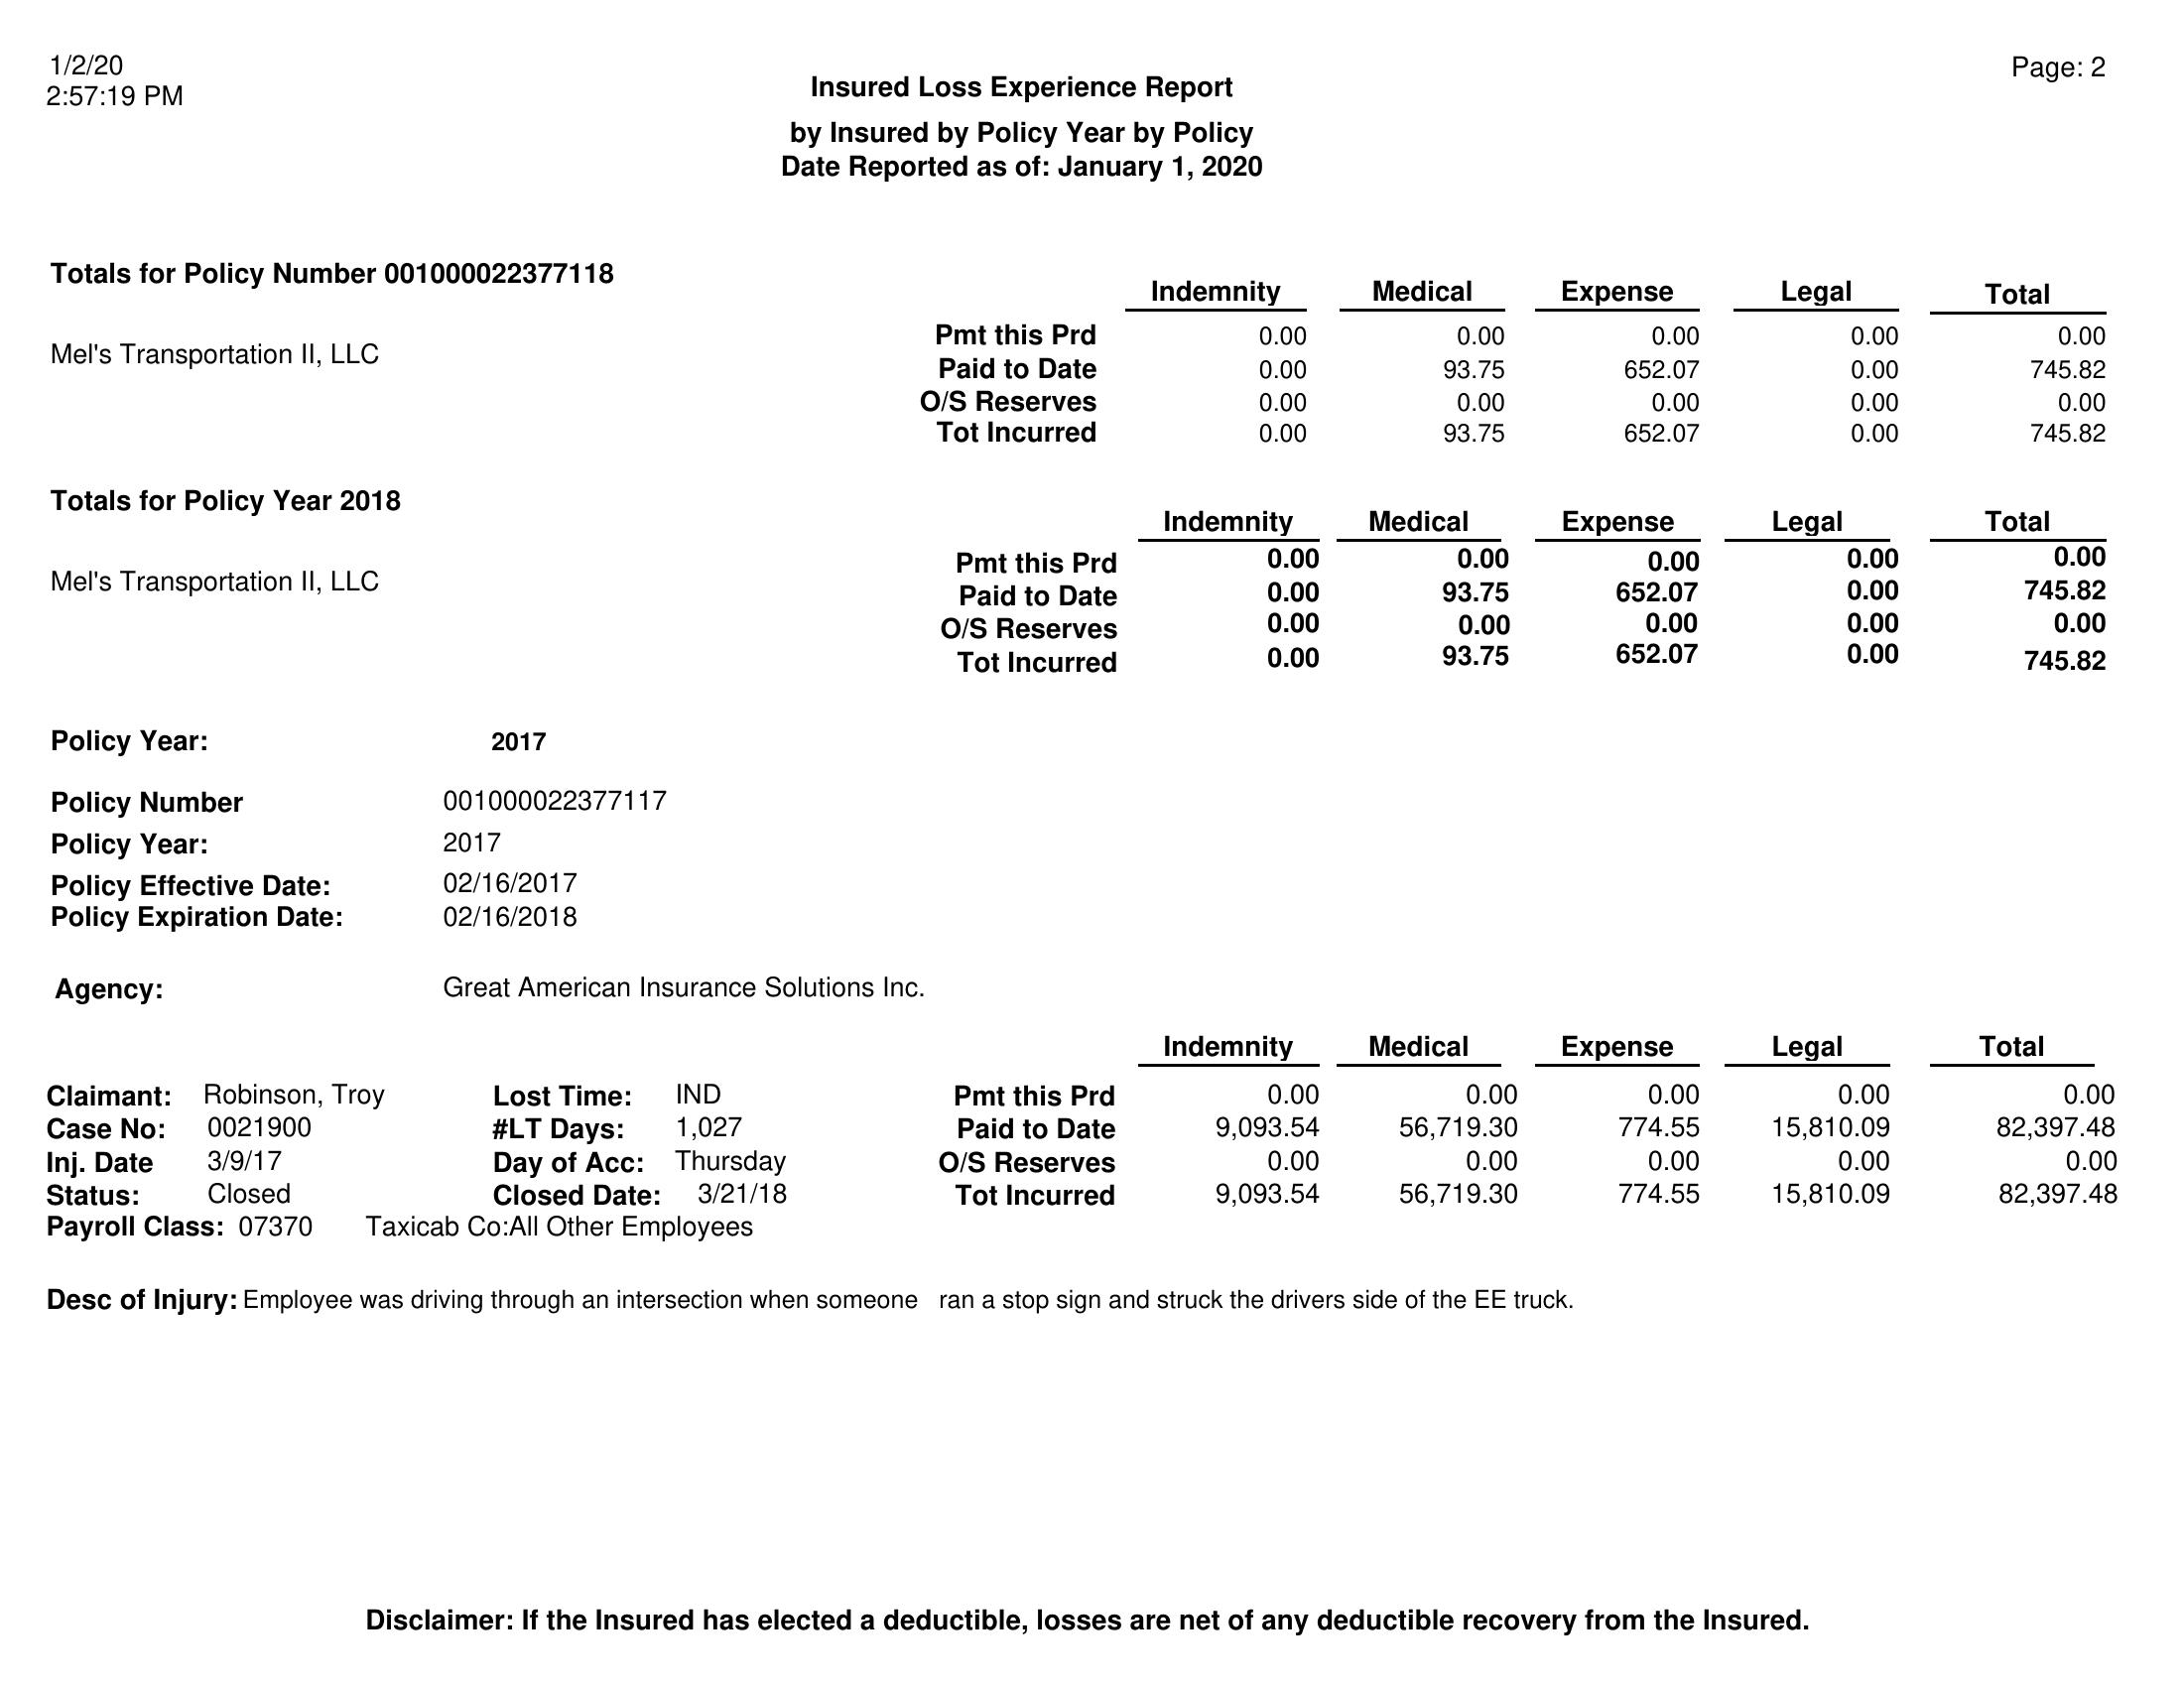 1/2/20
Page: 2
2:57:19 PM
Insured Loss Experience Report
by Insured by Policy Year by Policy
Date Reported as of: January 1, 2020
Totals for Policy Number 001000022377118
Indemnity Medical Expense Legal Total
Pmt this Prd 0.00 0.00 0.00 0.00 0.00
Mel's Transportation II, LLC
Paid to Date 0.00 93.75 652.07 0.00 745.82
O/S Reserves 0.00 0.00 0.00 0.00 0.00
Tot Incurred 0.00 93.75 652.07 0.00 745.82
Totals for Policy Year 2018
Indemnity Medical Expense Legal Total
Pmt this Prd 0.00 0.00 0.00 0.00 0.00
Mel's Transportation II, LLC
Paid to Date 0.00 93.75 652.07 0.00 745.82
O/S Reserves 0.00 0.00 0.00 0.00 0.00
Tot Incurred 0.00 93.75 652.07 0.00 745.82
Policy Year: 2017
Policy Number 001000022377117
Policy Year: 2017
Policy Effective Date: 02/16/2017
Policy Expiration Date: 02/16/2018
Agency: Great American Insurance Solutions Inc.
Indemnity Medical Expense Legal Total
Claimant: Robinson, Troy Lost Time: IND Pmt this Prd 0.00 0.00 0.00 0.00 0.00
Case No: 0021900 #LT Days: 1,027 Paid to Date 9,093.54 56,719.30 774.55 15,810.09 82,397.48
Inj. Date 3/9/17 Day of Acc: Thursday O/S Reserves 0.00 0.00 0.00 0.00 0.00
Status: Closed Closed Date: 3/21/18 Tot Incurred 9,093.54 56,719.30 774.55 15,810.09 82,397.48
Payroll Class: 07370 Taxicab Co:All Other Employees
Desc of Injury: Employee was driving through an intersection when someone ran a stop sign and struck the drivers side of the EE truck.
Disclaimer: If the Insured has elected a deductible, losses are net of any deductible recovery from the Insured.